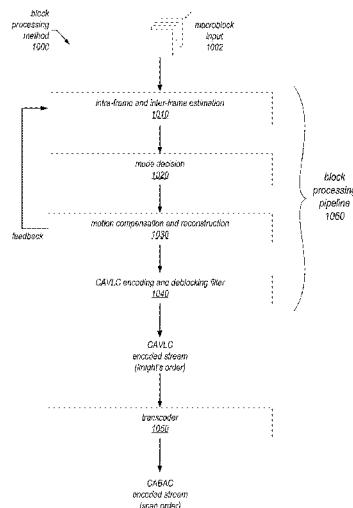 block
processing
method
1000
macroblock
input
1002
intra-frame and inter-frame estimation
1010
mode decision
1020
motion compensation and reconstruction
1030
feedback
CAVLC encoding and deblocking filter
1040
block
processing
pipeline
1060
CAVLC
encoded stream
(knight's order)
transcoder
1050
CABAC
encoded stream
(scan order)